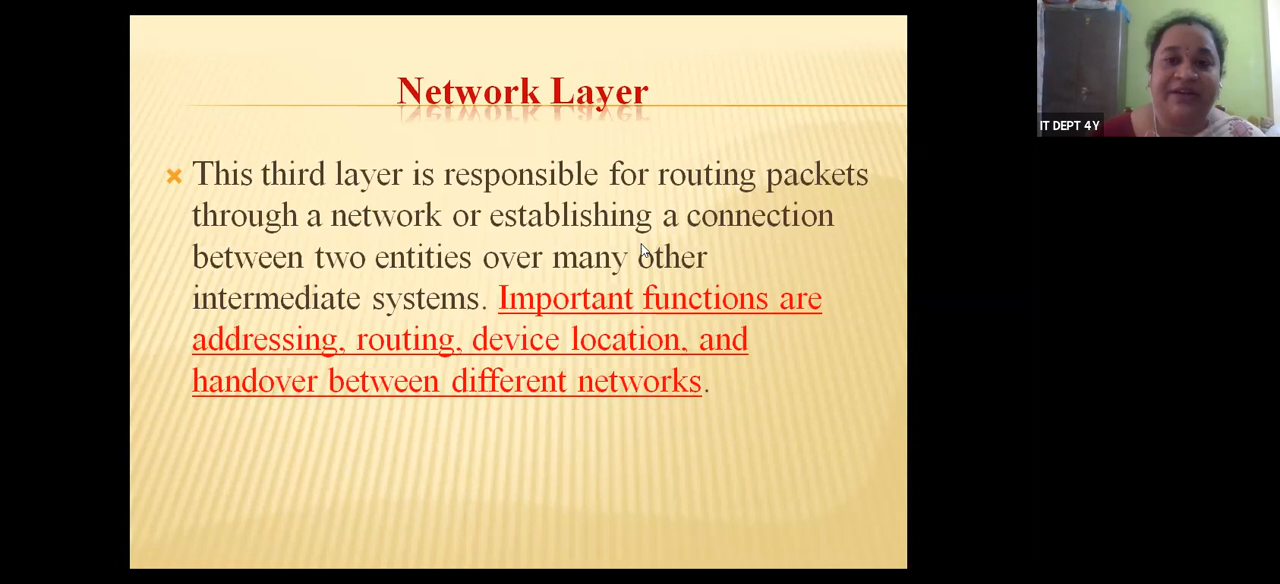 Network Layer
This third layer is responsible for routing packets
through a network or establishing a connection
between two entities over many other
intermediate systems. Important functions are
addressing, routing, device location, and
handover between different networks.
IT DEPT 4Y